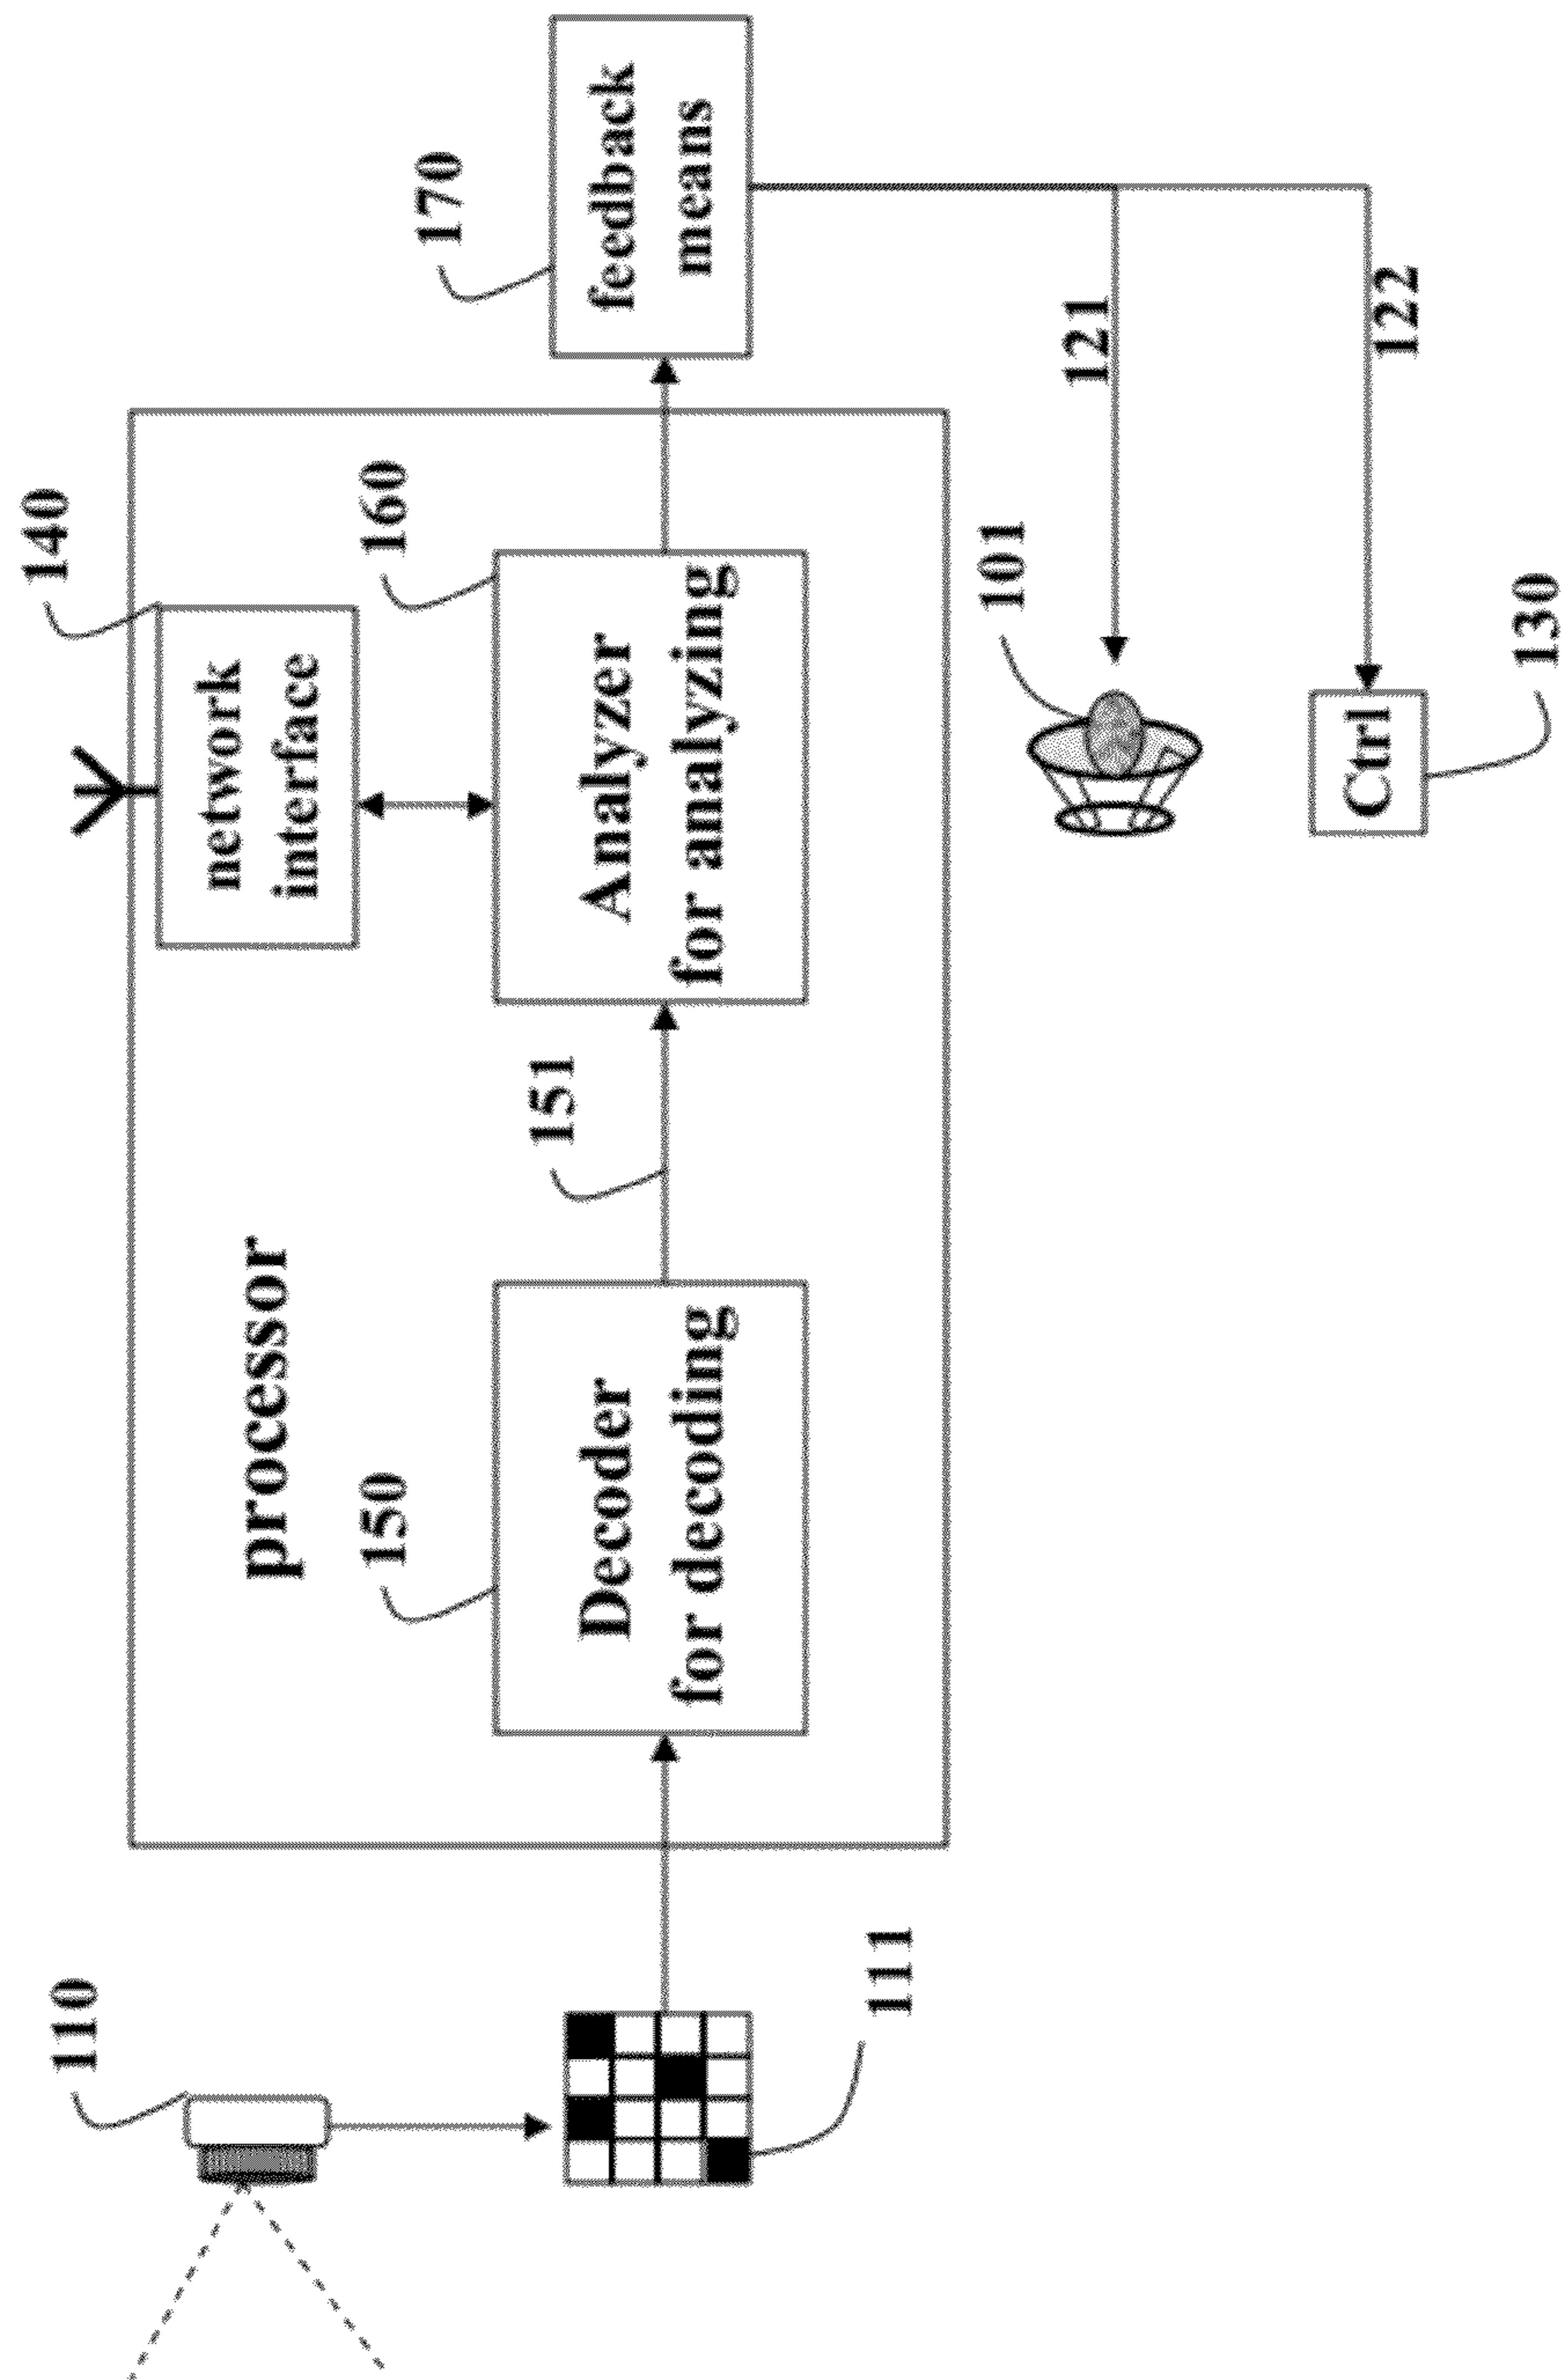 140
110
network
interface
processor
150
160
170
151
Decoder
for decoding
Analyzer
for analyzing
feedback
means
111
101
121
Ctrl
122
130